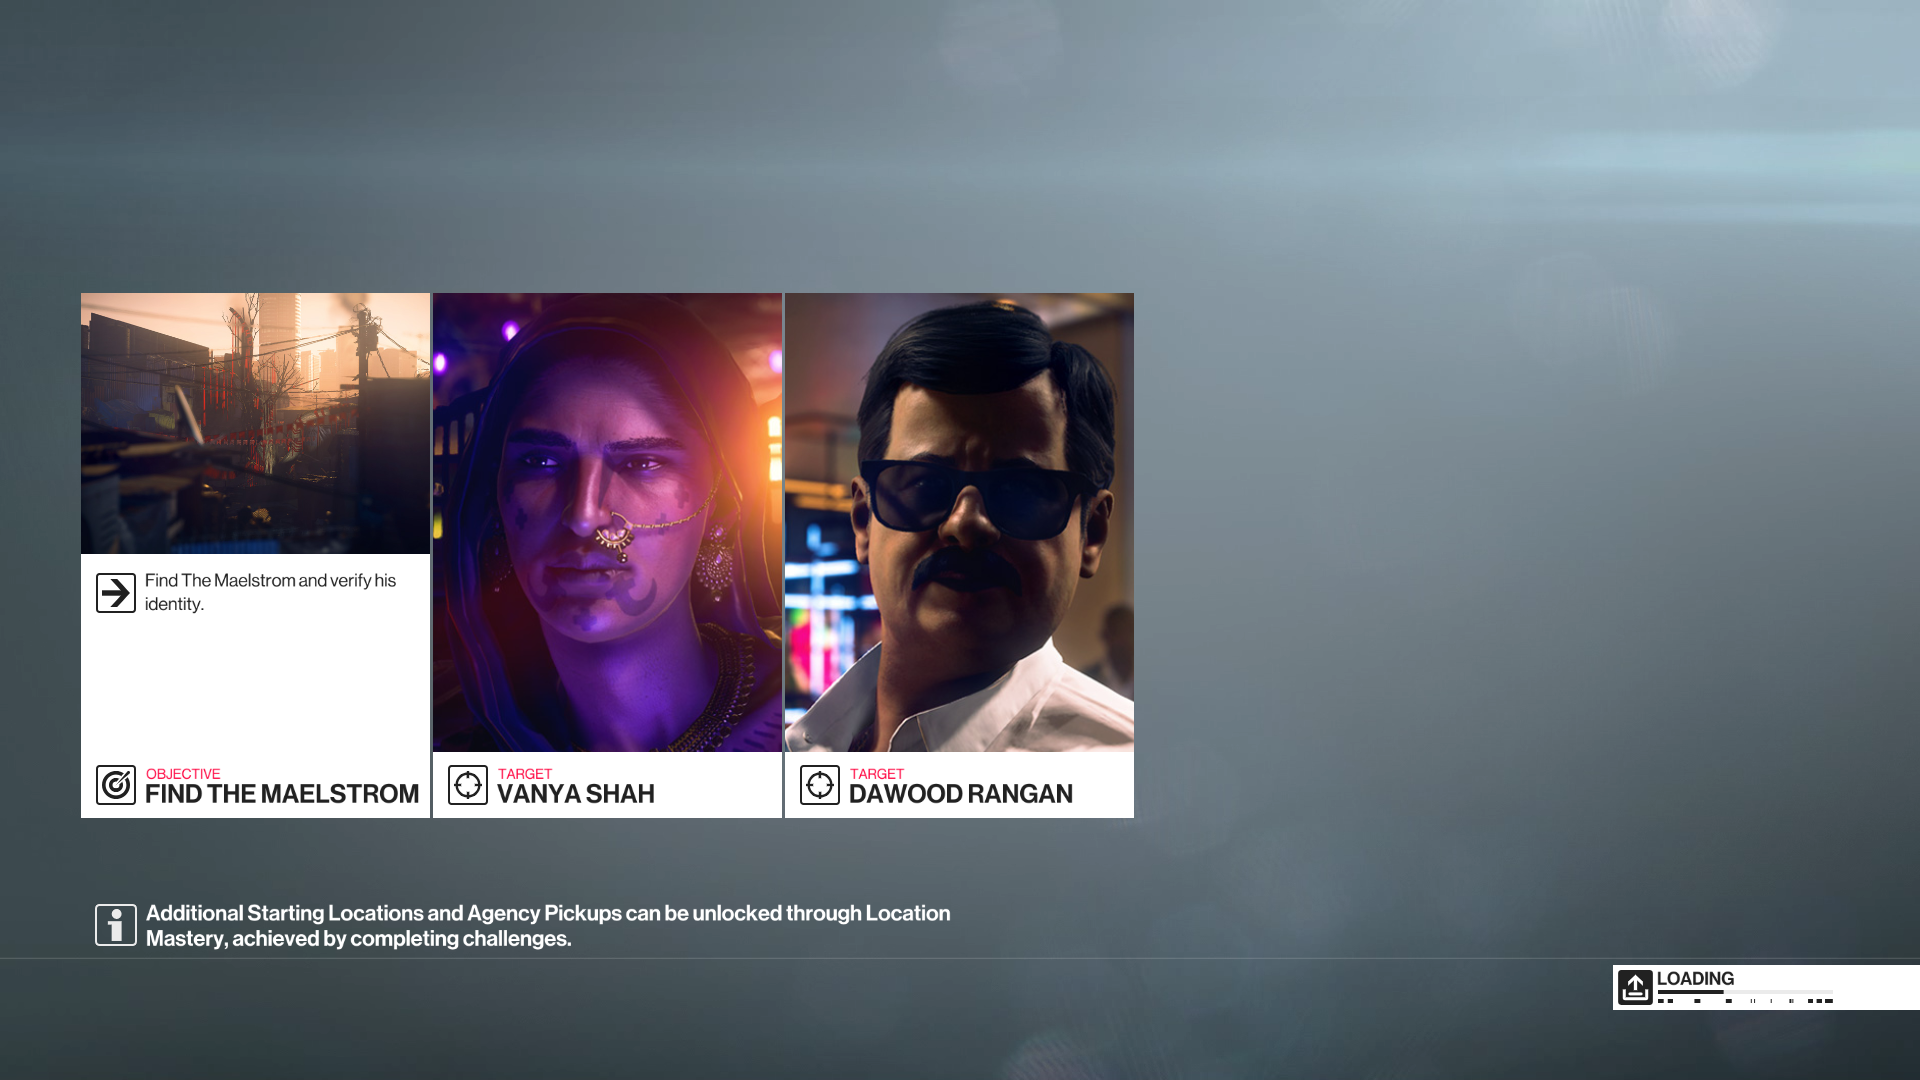 Find The Maelstrom and verify his
identity.
OBJECTIVE
FIND THE MAELSTROM
TARGET
VANYA SHAH
TARGET
DAWOOD RANGAN
Additional Starting Locations and Agency Pickups can be unlocked through Location
Mastery, achieved by completing challenges.
LOADING